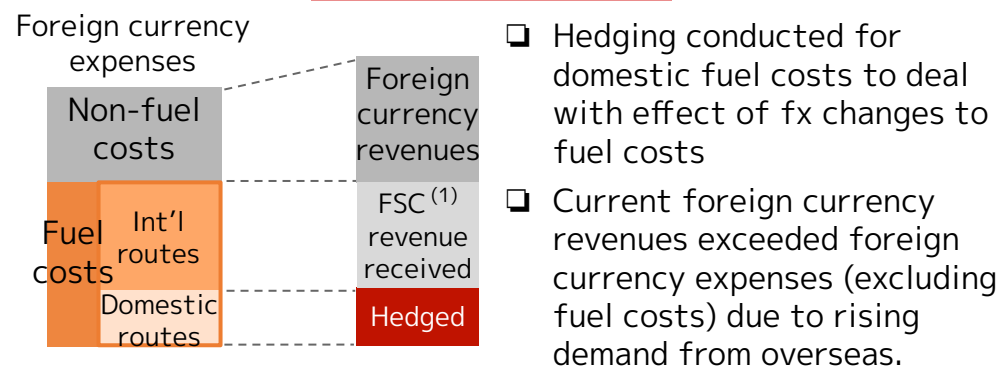 Foreign currency
expenses
Non-fuel
costs
Fuel
costs
Int’l
routes
Domestic
routes
Foreign
currency
revenues
FSC (1)
revenue
received
Hedged
❏ Hedging conducted for
domestic fuel costs to deal
with effect of fx changes to
fuel costs
❏ Current foreign currency
revenues exceeded foreign
currency expenses (excluding
fuel costs) due to rising
demand from overseas.